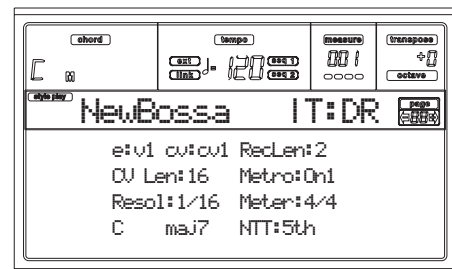 chord tempo measure transpose
C M ext link ♩= 120 seq 1 seq 2 001 +0
octave
style play NewBossa 1T:DR page
e:v1 cv:cv1 RecLen:2
CV Len:16 Metro:On1
Resol:1/16 Meter:4/4
C maj7 NTT:5th